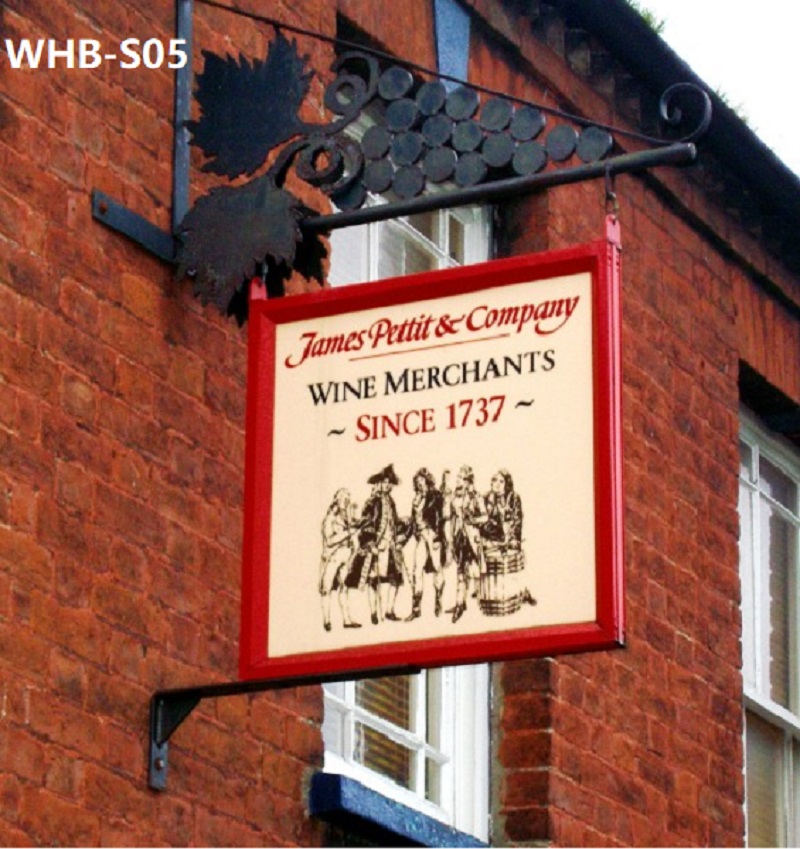 WHB-S05
James Pettit & Company
WINE MERCHANTS
~ SINCE 1737 ~